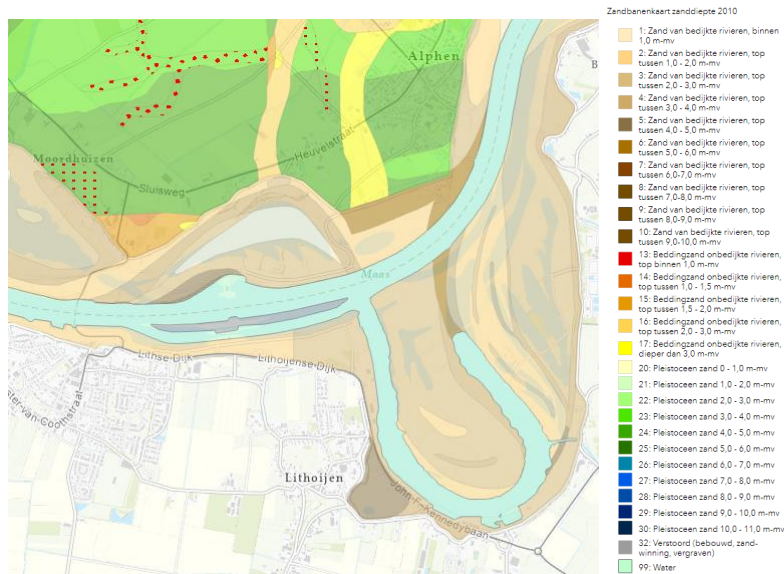 Zandbanenkaart zanddiepte 2010
1: Zand van bedijkte rivieren, binnen
1,0 m-mv
2: Zand van bedijkte rivieren, top
tussen 1,0 - 2,0 m-mv
3: Zand van bedijkte rivieren, top
tussen 2,0 - 3,0 m-mv
4: Zand van bedijkte rivieren, top
tussen 3,0 - 4,0 m-mv
5: Zand van bedijkte rivieren, top
tussen 4,0 - 5,0 m-mv
6: Zand van bedijkte rivieren, top
tussen 5,0 - 6,0 m-mv
7: Zand van bedijkte rivieren, top
tussen 6,0-7,0 m-mv
8: Zand van bedijkte rivieren, top
tussen 7,0-8,0 m-mv
9: Zand van bedijkte rivieren, top
tussen 8,0-9,0 m-mv
10: Zand van bedijkte rivieren, top
tussen 9,0-10,0 m-mv
13: Beddingzand onbedijkte rivieren,
top binnen 1,0 m-mv
14: Beddingzand onbedijkte rivieren,
top tussen 1,0 - 1,5 m-mv
15: Beddingzand onbedijkte rivieren,
top tussen 1,5 - 2,0 m-mv
16: Beddingzand onbedijkte rivieren,
top tussen 2,0 - 3,0 m-mv
17: Beddingzand onbedijkte rivieren,
dieper dan 3,0 m-mv
20: Pleistoceen zand 0 - 1,0 m-mv
21: Pleistoceen zand 1,0 - 2,0 m-mv
22: Pleistoceen zand 2,0 - 3,0 m-mv
23: Pleistoceen zand 3,0 - 4,0 m-mv
24: Pleistoceen zand 4,0 - 5,0 m-mv
25: Pleistoceen zand 5,0 - 6,0 m-mv
26: Pleistoceen zand 6,0 - 7,0 m-mv
27: Pleistoceen zand 7,0 - 8,0 m-mv
28: Pleistoceen zand 8,0 - 9,0 m-mv
29: Pleistoceen zand 9,0 - 10,0 m-mv
30: Pleistoceen zand 10,0 - 11,0 m-mv
32: Verstoord (bebouwd, zand-
winning, vergraven)
99: Water
Alphen
B
Heuvelstraat
Moordhuizen
Sluisweg
Maas
Lithse-Dijk
Lithoijense-Dijk
ster-van-Coothstraat
Lithoijen
John-F.-Kennedybaan